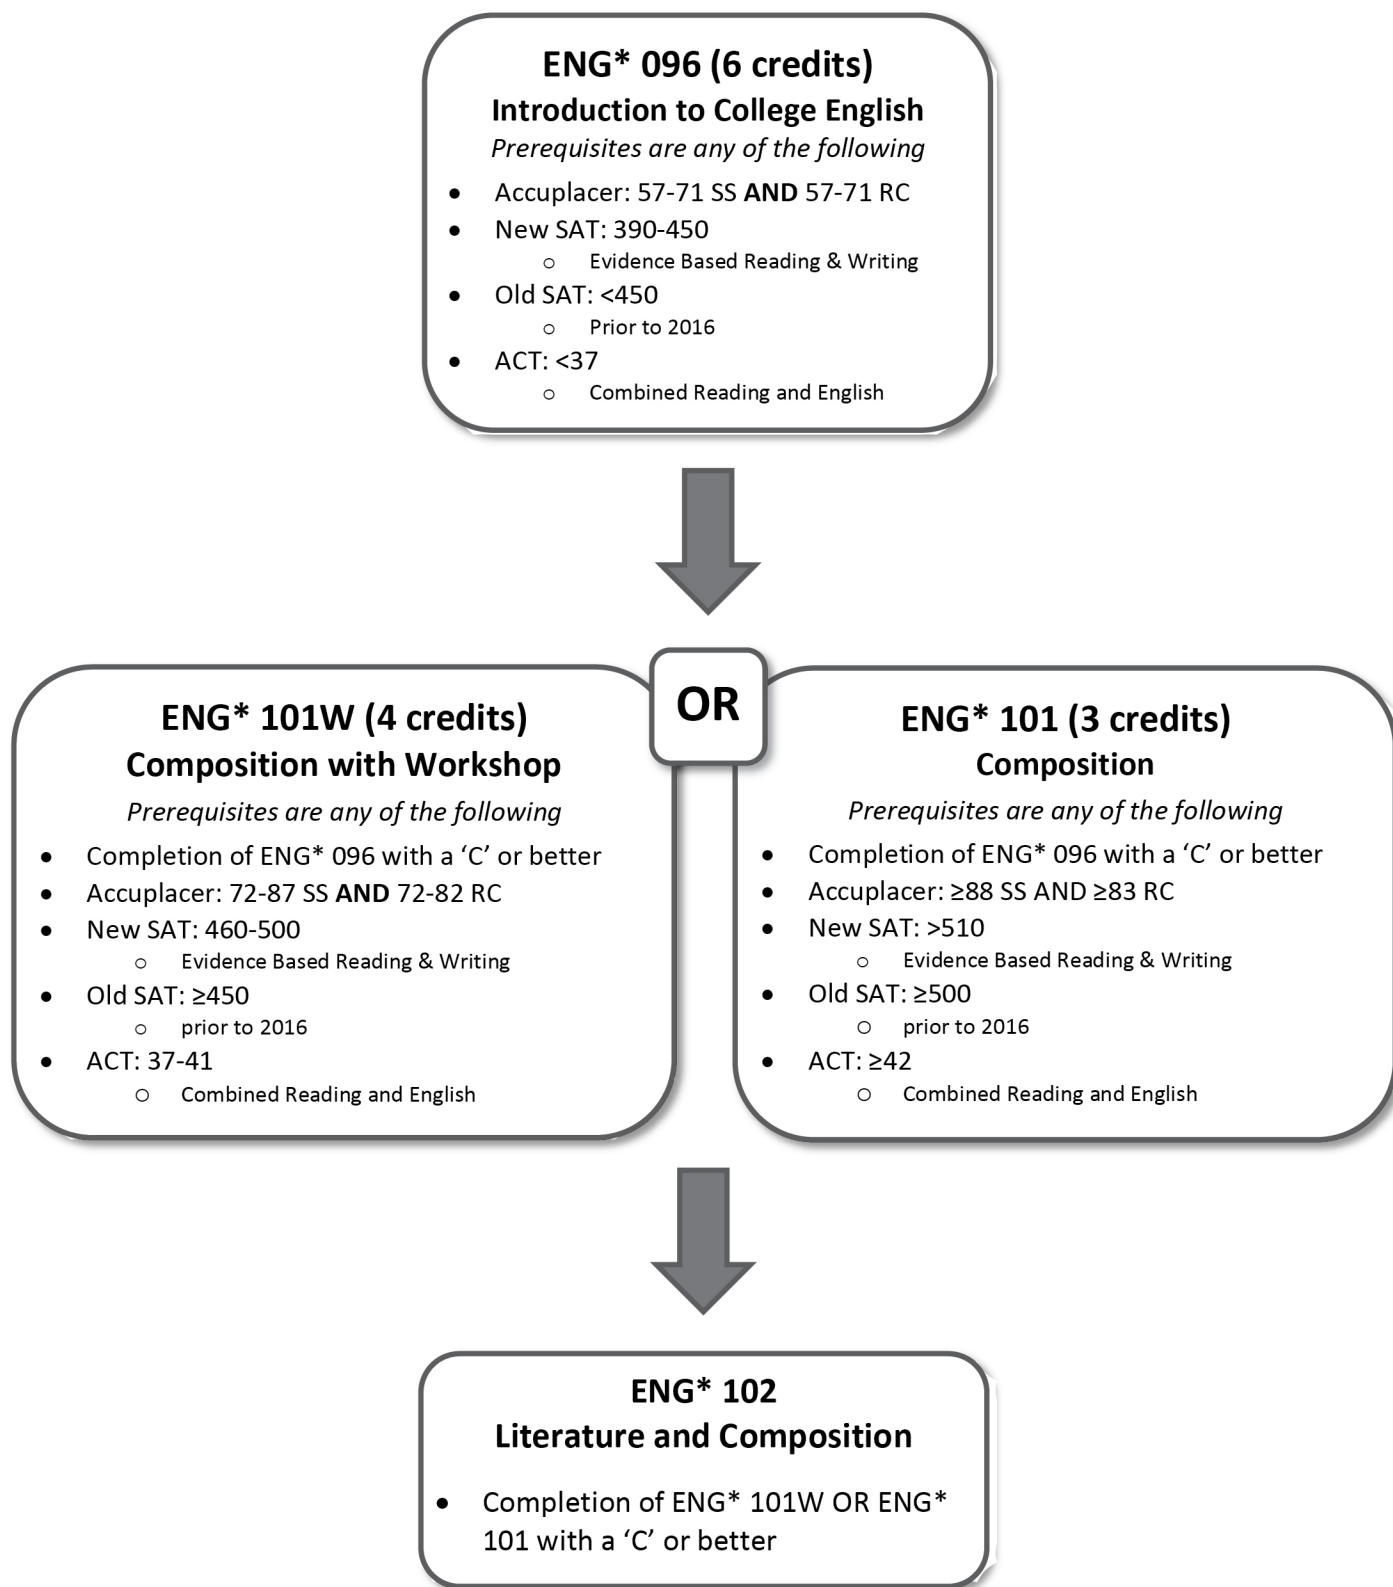 ENG* 096 (6 credits)
Introduction to College English
Prerequisites are any of the following
• Accuplacer: 57-71 SS AND 57-71 RC
• New SAT: 390-450
o Evidence Based Reading & Writing
• Old SAT: <450
o Prior to 2016
• ACT: <37
o Combined Reading and English
ENG* 101W (4 credits)
Composition with Workshop
Prerequisites are any of the following
• Completion of ENG* 096 with a ‘C’ or better
• Accuplacer: 72-87 SS AND 72-82 RC
• New SAT: 460-500
o Evidence Based Reading & Writing
• Old SAT: ≥450
o prior to 2016
• ACT: 37-41
o Combined Reading and English
OR
ENG* 101 (3 credits)
Composition
Prerequisites are any of the following
• Completion of ENG* 096 with a ‘C’ or better
• Accuplacer: ≥88 SS AND ≥83 RC
• New SAT: >510
o Evidence Based Reading & Writing
• Old SAT: ≥500
o prior to 2016
• ACT: ≥42
o Combined Reading and English
ENG* 102
Literature and Composition
• Completion of ENG* 101W OR ENG*
101 with a ‘C’ or better